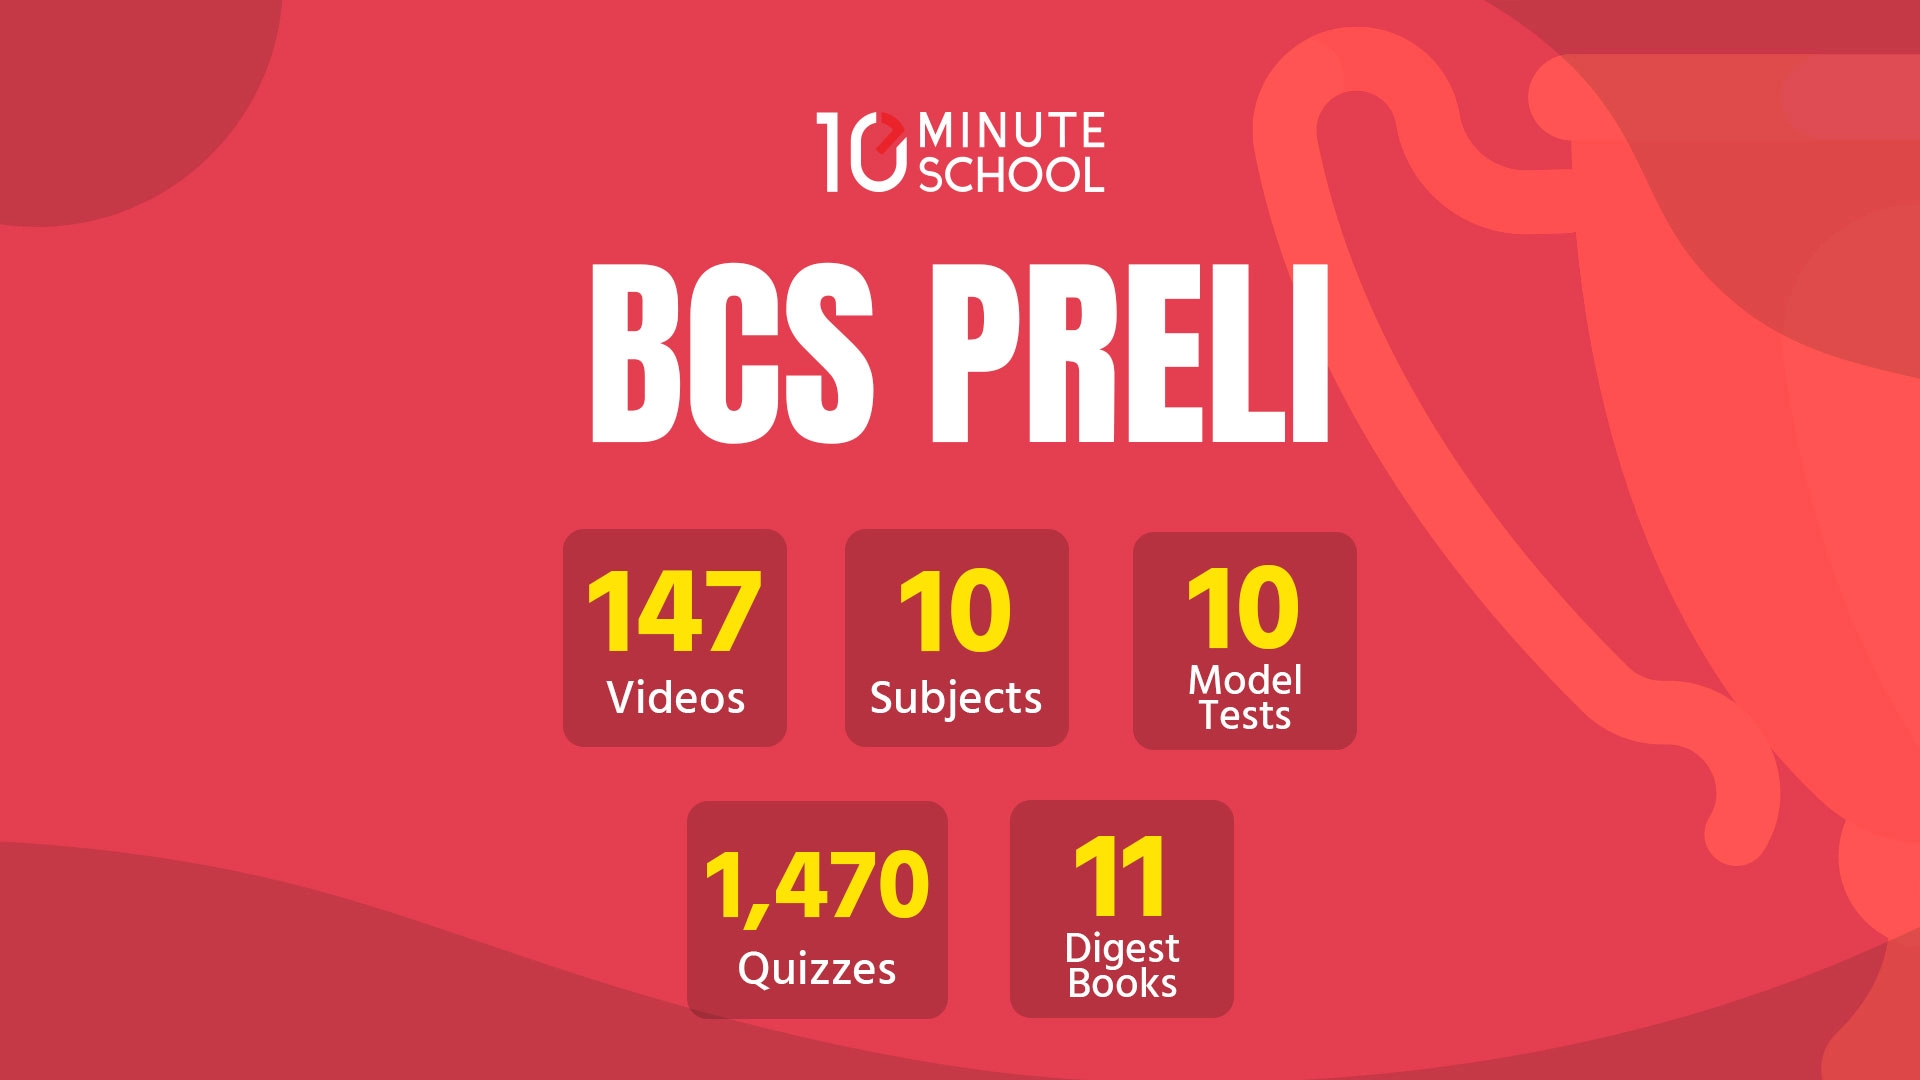 10 MINUTE
SCHOOL
BCS PRELI
147
Videos
10
Subjects
10
Model
Tests
1,470
Quizzes
11
Digest
Books